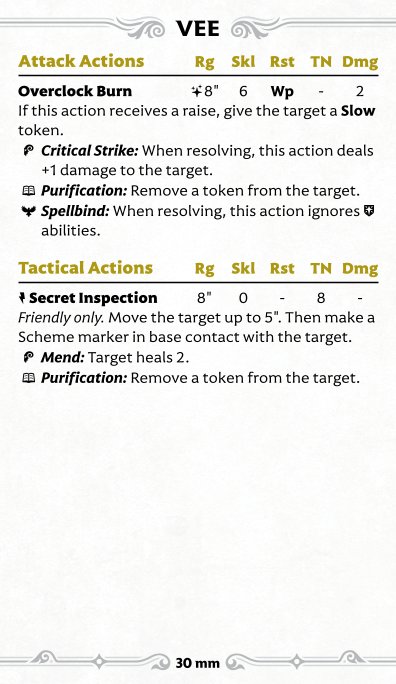 VEE
Attack Actions Rg Skl Rst TN Dmg
Overclock Burn 8" 6 Wp - 2
If this action receives a raise, give the target a Slow
token.
Critical Strike: When resolving, this action deals
+1 damage to the target.
Purification: Remove a token from the target.
Spellbind: When resolving, this action ignores
abilities.
Tactical Actions Rg Skl Rst TN Dmg
Secret Inspection 8" 0 - 8 -
Friendly only. Move the target up to 5". Then make a
Scheme marker in base contact with the target.
Mend: Target heals 2.
Purification: Remove a token from the target.
30 mm